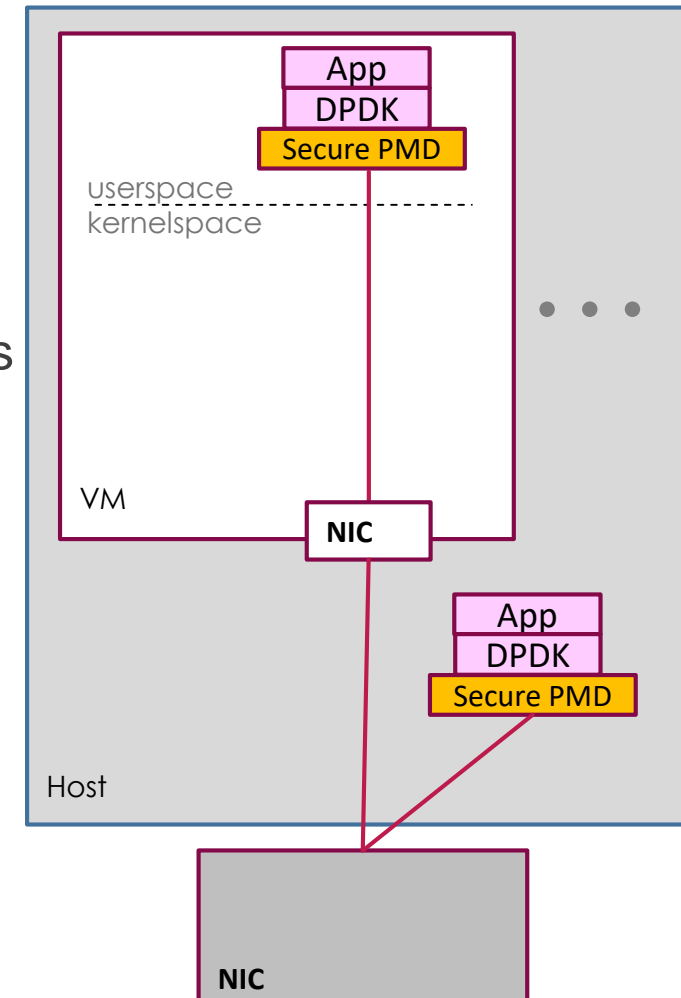 App
DPDK
Secure PMD
userspace
kernelspace
s
VM
NIC
App
DPDK
Secure PMD
Host
NIC